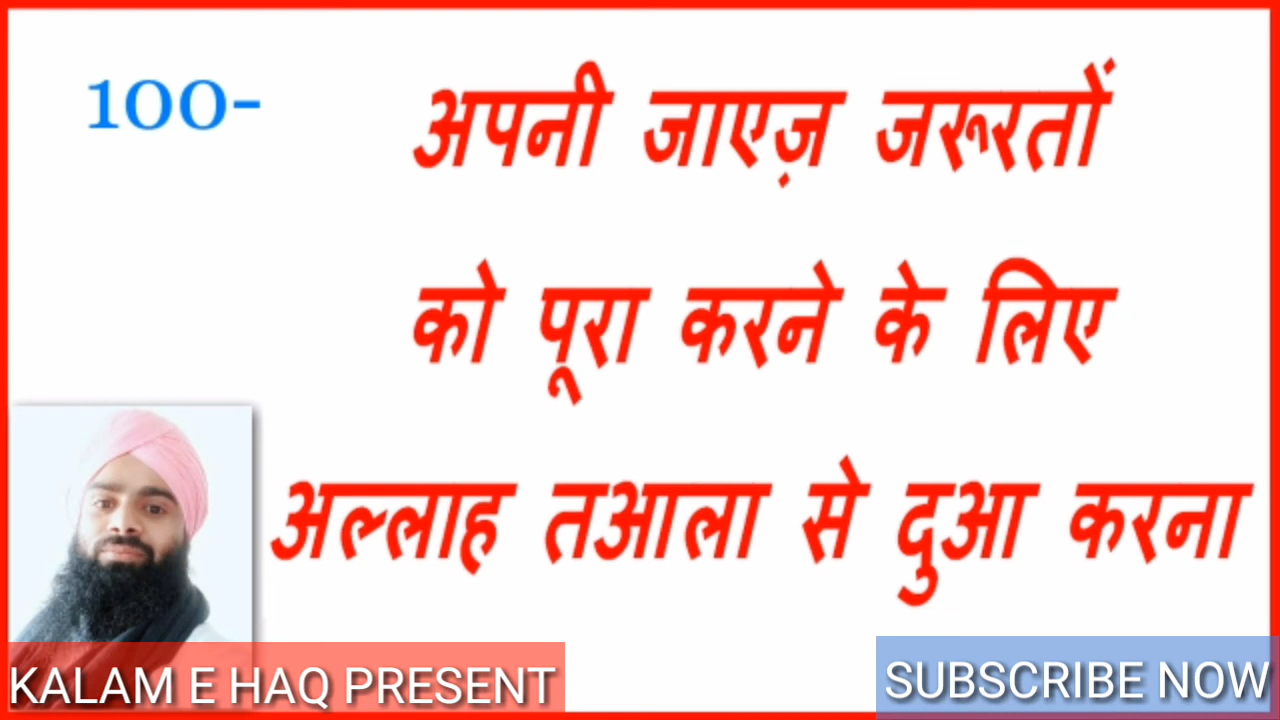 100- अपनी जाएज़ जरूरतों
को पूरा करने के लिए
अल्लाह तआला से दुआ करना
KALAM E HAQ PRESENT
SUBSCRIBE NOW